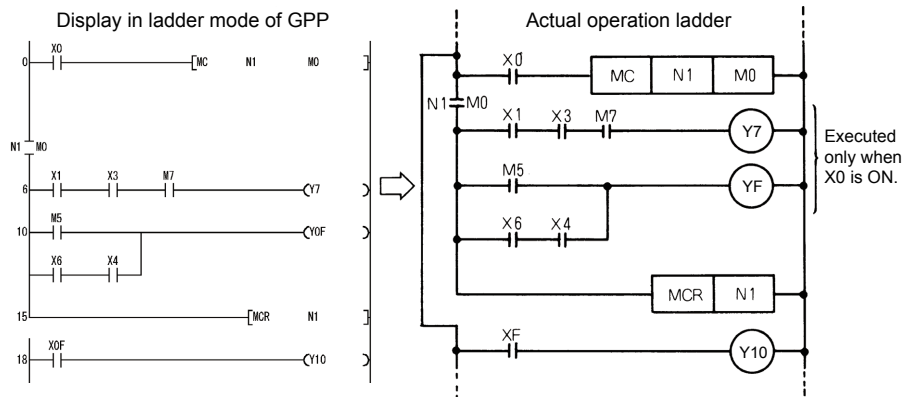 Display in ladder mode of GPP
X0
0
MC N1 M0
N1 M0
X1 X3 M7
6
Y7
M5
10
Y0F
X6 X4
15
MCR N1
X0F
18
Y10
Actual operation ladder
X0
MC N1 M0
N1 M0
X1 X3 M7
Y7
M5
YF
X6 X4
MCR N1
XF
Y10
Executed
only when
X0 is ON.